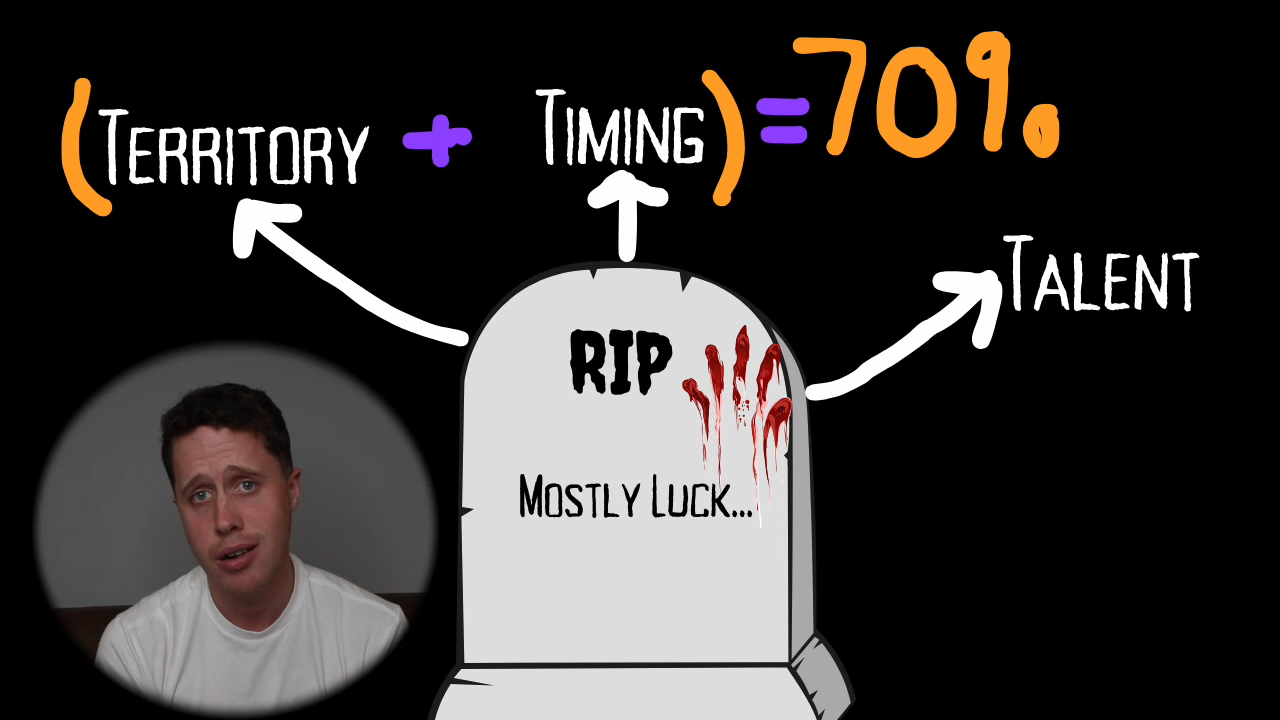 (Territory + Timing) = 70%
Talent
RIP
Mostly Luck...